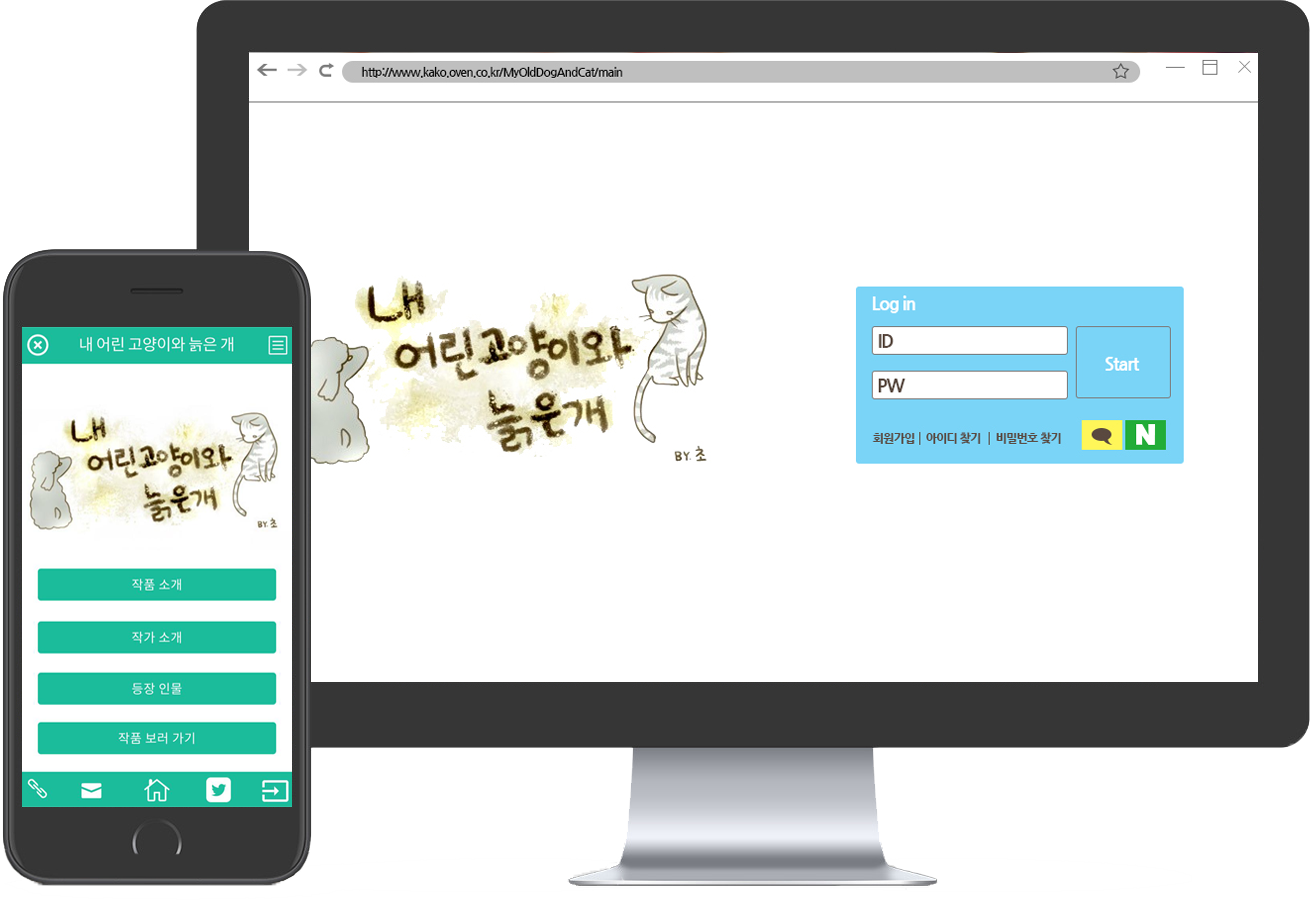 http://www.kako.oven.co.kr/MyOldDogAndCat/main
내
어린고양이와
늙은개
BY. 초
Log in
ID
PW
Start
회원가입 | 아이디 찾기 | 비밀번호 찾기
N
내 어린 고양이와 늙은 개
내
어린고양이와
늙은개
BY. 초
작품 소개
작가 소개
등장 인물
작품 보러 가기